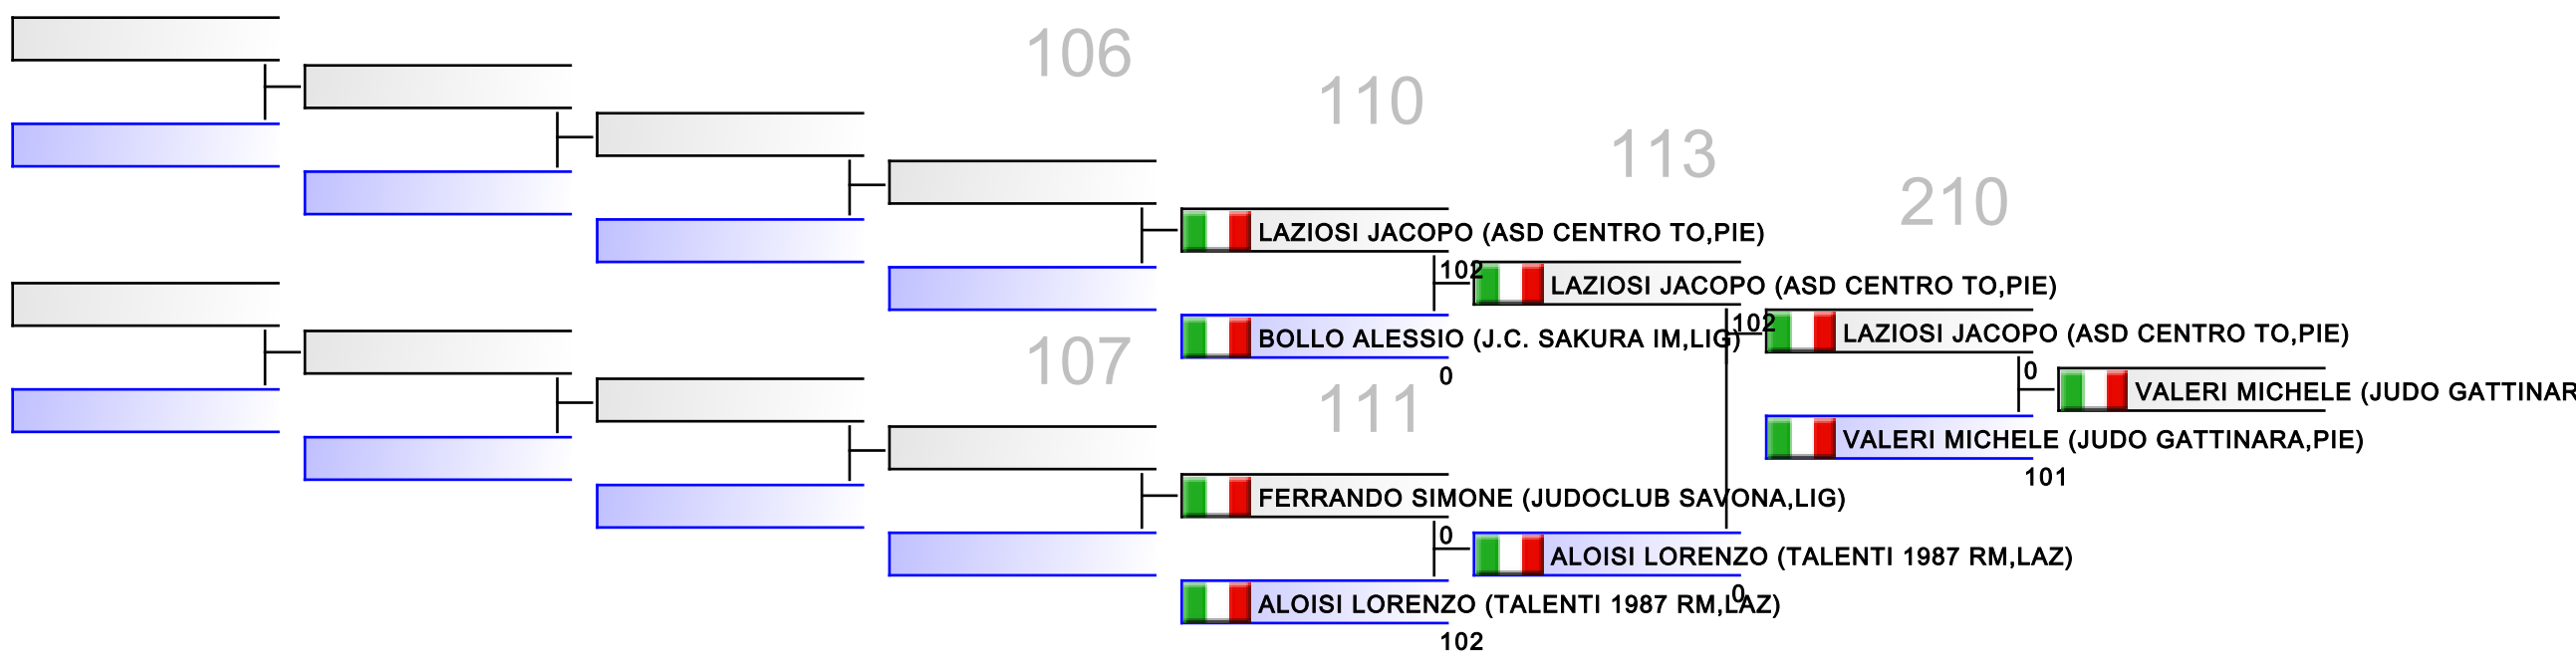 106
110
113
210
LAZIOSI JACOPO (ASD CENTRO TO,PIE)
102
LAZIOSI JACOPO (ASD CENTRO TO,PIE)
BOLLO ALESSIO (J.C. SAKURA IM,LIG)
102
LAZIOSI JACOPO (ASD CENTRO TO,PIE)
0
107
111
0
VALERI MICHELE (JUDO GATTINAR
VALERI MICHELE (JUDO GATTINARA,PIE)
101
FERRANDO SIMONE (JUDOCLUB SAVONA,LIG)
0
ALOISI LORENZO (TALENTI 1987 RM,LAZ)
0
ALOISI LORENZO (TALENTI 1987 RM,LAZ)
102